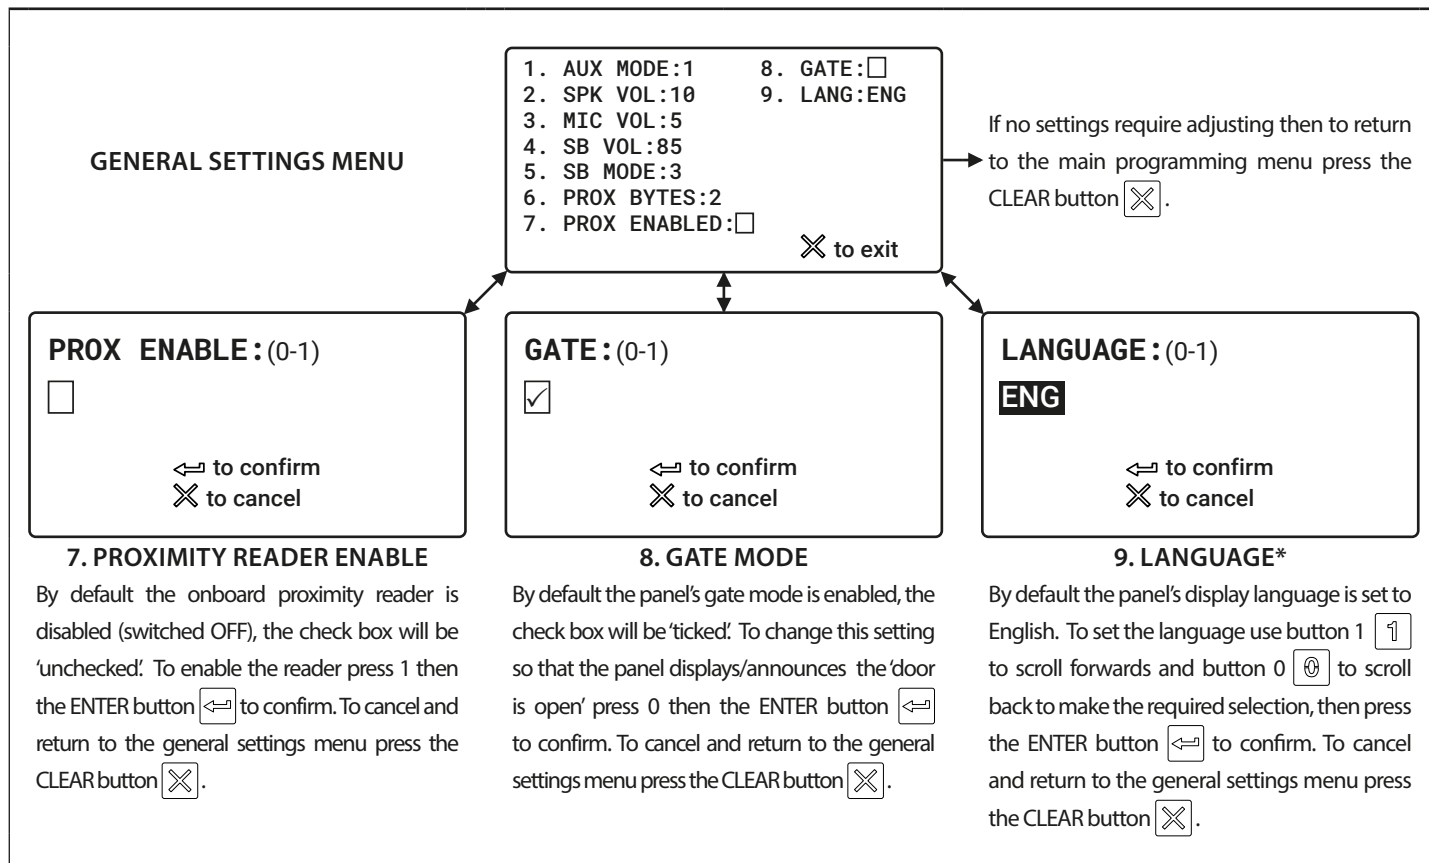 GENERAL SETTINGS MENU
1. AUX MODE:1 8. GATE:☐
2. SPK VOL:10 9. LANG:ENG
3. MIC VOL:5
4. SB VOL:85
5. SB MODE:3
6. PROX BYTES:2
7. PROX ENABLED:☐
✕ to exit
If no settings require adjusting then to return
to the main programming menu press the
CLEAR button ✕.
PROX ENABLE:(0-1)
☐
to confirm
✕ to cancel
7. PROXIMITY READER ENABLE
By default the onboard proximity reader is
disabled (switched OFF), the check box will be
‘unchecked’. To enable the reader press 1 then
the ENTER button to confirm. To cancel and
return to the general settings menu press the
CLEAR button ✕.
GATE:(0-1)
☑
to confirm
✕ to cancel
8. GATE MODE
By default the panel’s gate mode is enabled, the
check box will be ‘ticked’. To change this setting
so that the panel displays/announces the ‘door
is open’ press 0 then the ENTER button
to confirm. To cancel and return to the general
settings menu press the CLEAR button ✕.
LANGUAGE:(0-1)
ENG
to confirm
✕ to cancel
9. LANGUAGE*
By default the panel’s display language is set to
English. To set the language use button 1 1
to scroll forwards and button 0 0 to scroll
back to make the required selection, then press
the ENTER button to confirm. To cancel
and return to the general settings menu press
the CLEAR button ✕.